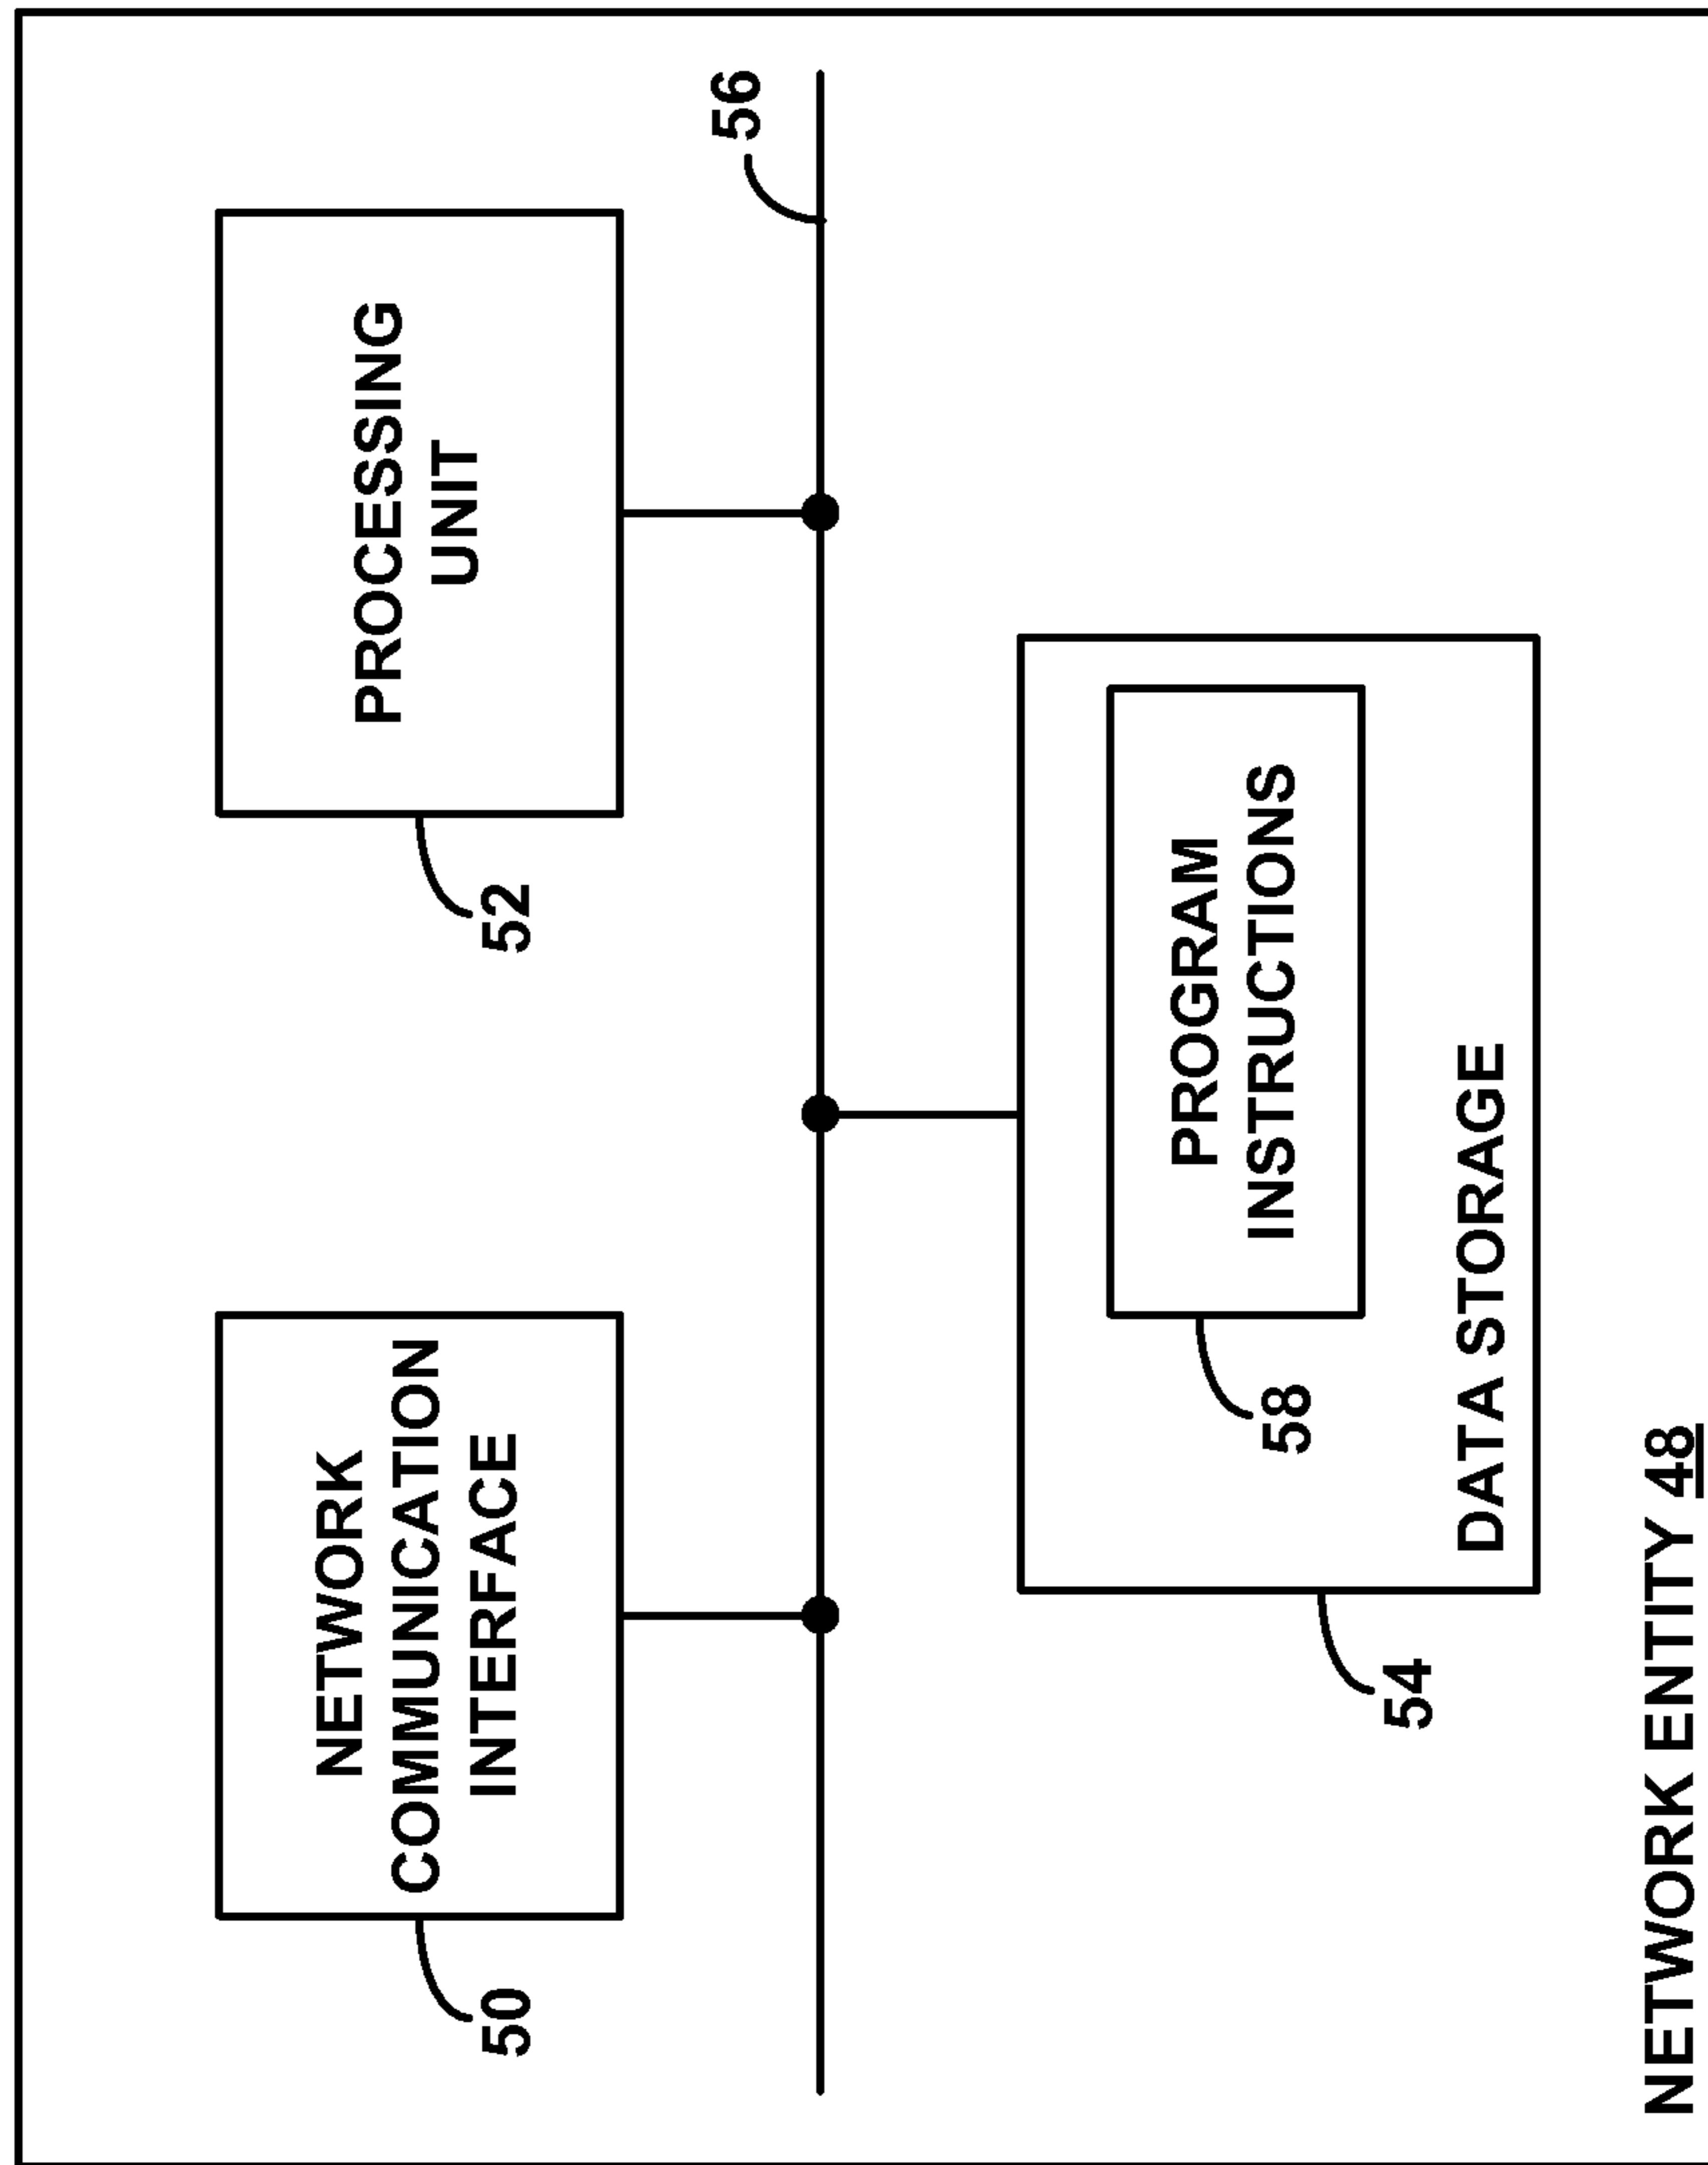 NETWORK
COMMUNICATION
INTERFACE
50
PROCESSING
UNIT
52
56
PROGRAM
INSTRUCTIONS
58
DATA STORAGE
54
NETWORK ENTITY 48